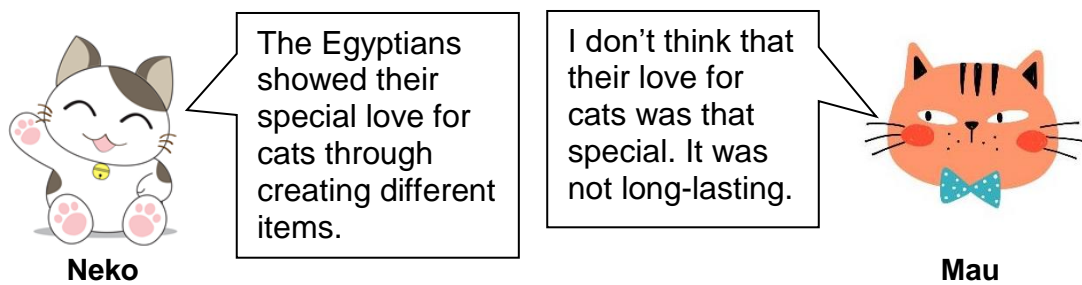 The Egyptians
showed their
special love for
cats through
creating different
items.
I don’t think that
their love for
cats was that
special. It was
not long-lasting.
Neko
Mau